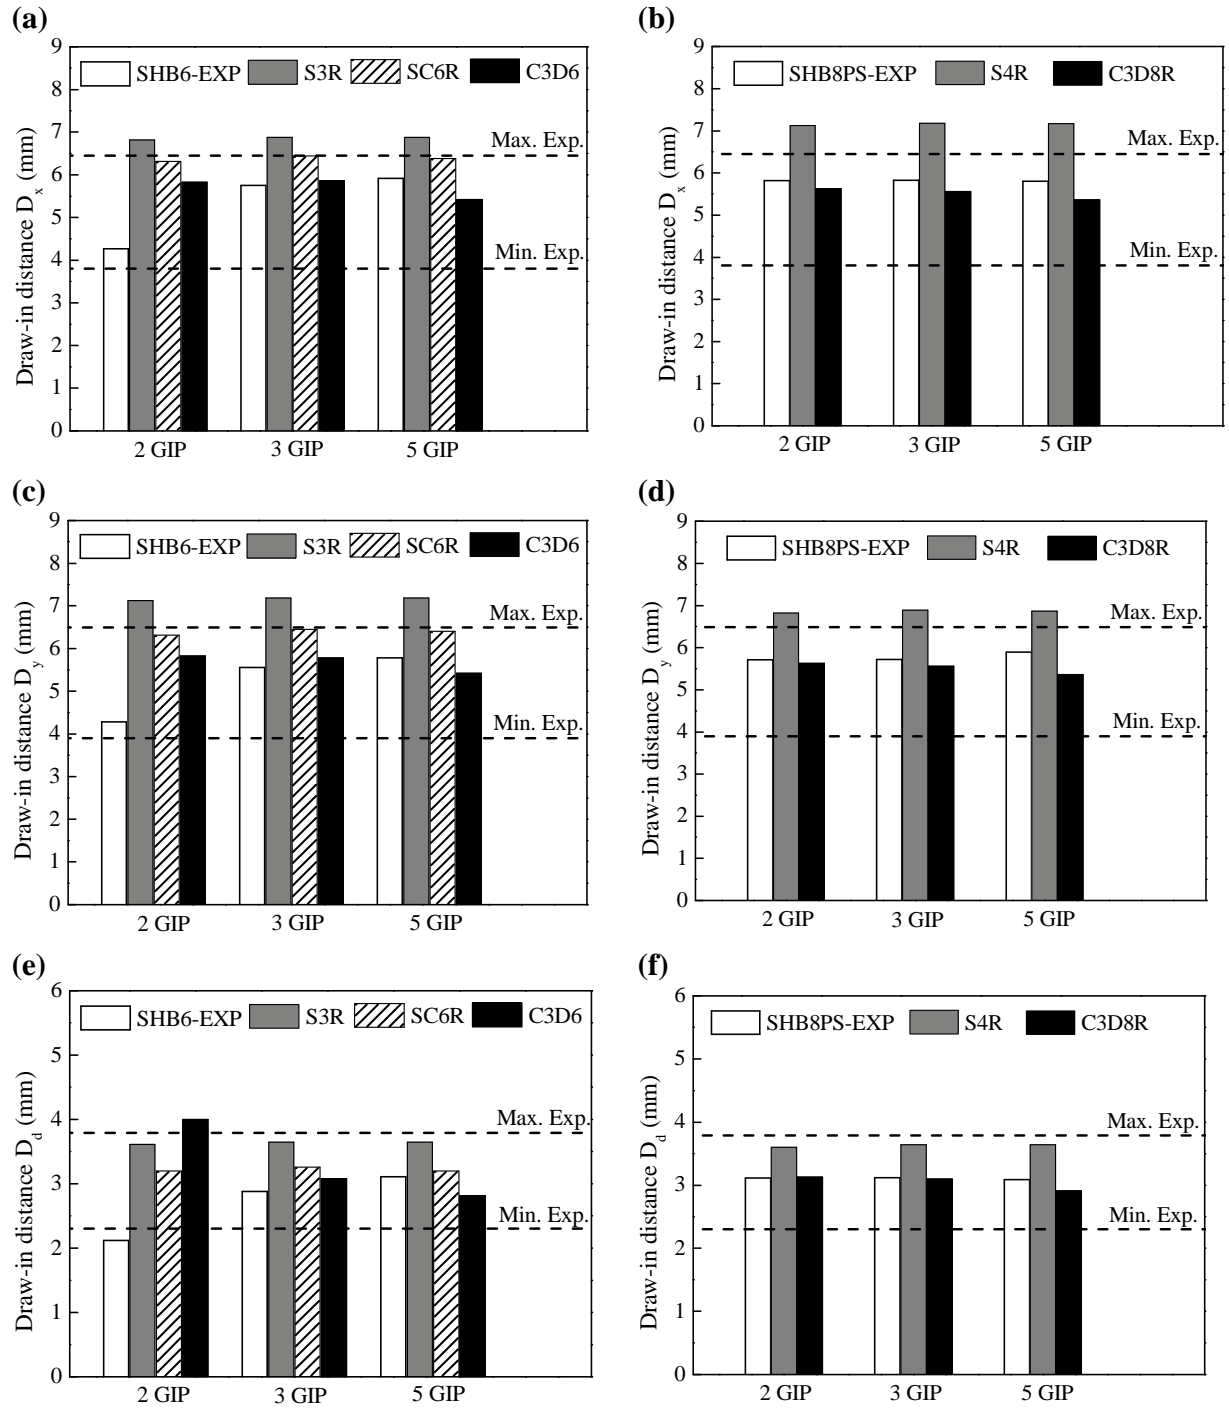 (a)
9
8
7
6
5
4
3
2
1
0
Draw-in distance D_x (mm)
SHB6-EXP S3R SC6R C3D6
Max. Exp.
Min. Exp.
2 GIP 3 GIP 5 GIP
(b)
9
8
7
6
5
4
3
2
1
0
Draw-in distance D_x (mm)
SHB8PS-EXP S4R C3D8R
Max. Exp.
Min. Exp.
2 GIP 3 GIP 5 GIP
(c)
9
8
7
6
5
4
3
2
1
0
Draw-in distance D_y (mm)
SHB6-EXP S3R SC6R C3D6
Max. Exp.
Min. Exp.
2 GIP 3 GIP 5 GIP
(d)
9
8
7
6
5
4
3
2
1
0
Draw-in distance D_y (mm)
SHB8PS-EXP S4R C3D8R
Max. Exp.
Min. Exp.
2 GIP 3 GIP 5 GIP
(e)
6
5
4
3
2
1
0
Draw-in distance D_d (mm)
SHB6-EXP S3R SC6R C3D6
Max. Exp.
Min. Exp.
2 GIP 3 GIP 5 GIP
(f)
6
5
4
3
2
1
0
Draw-in distance D_d (mm)
SHB8PS-EXP S4R C3D8R
Max. Exp.
Min. Exp.
2 GIP 3 GIP 5 GIP